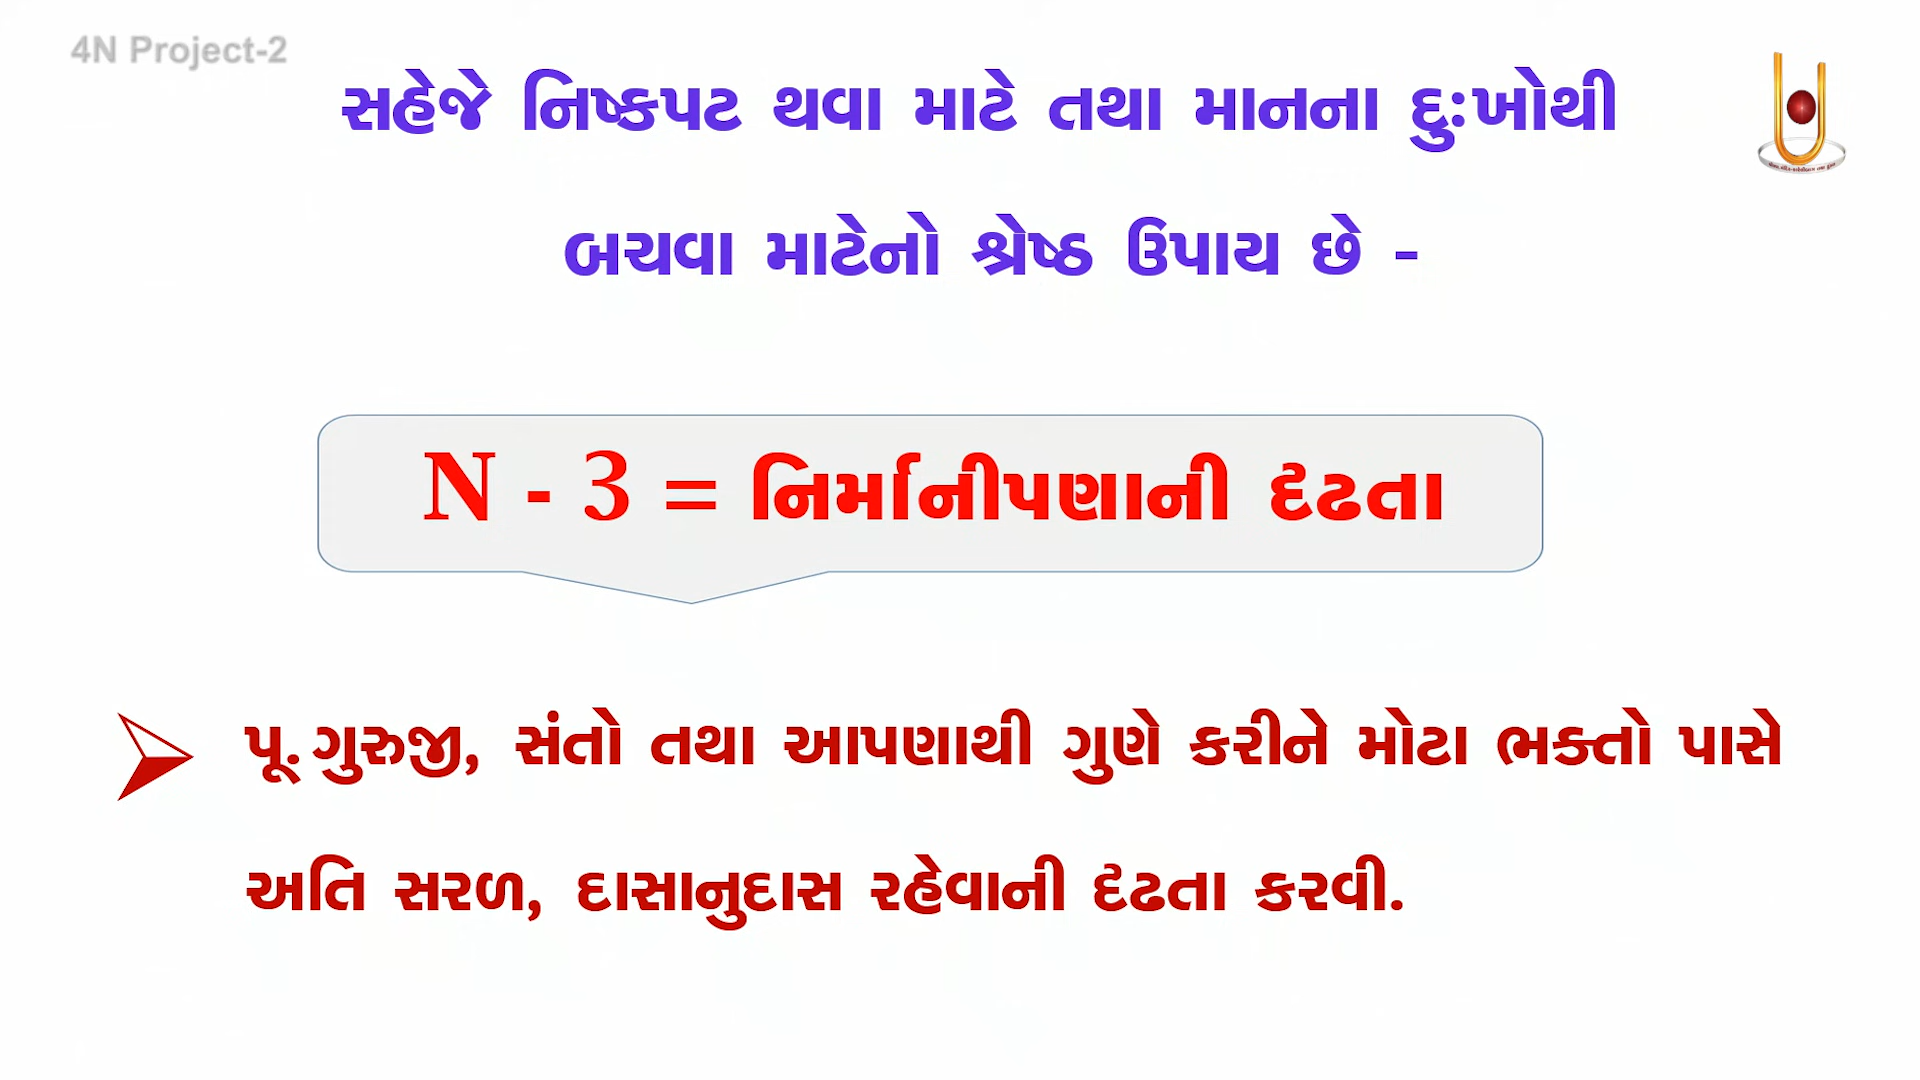 4N Project-2
સહેજે નિષ્કપટ થવા માટે તથા માનના દુઃખોથી
બચવા માટેનો શ્રેષ્ઠ ઉપાય છે -
N - 3 = નિર્માનીપણાની દૃઢતા
પૂ. ગુરુજી, સંતો તથા આપણાથી ગુણે કરીને મોટા ભક્તો પાસે
અતિ સરળ, દાસાનુદાસ રહેવાની દૃઢતા કરવી.